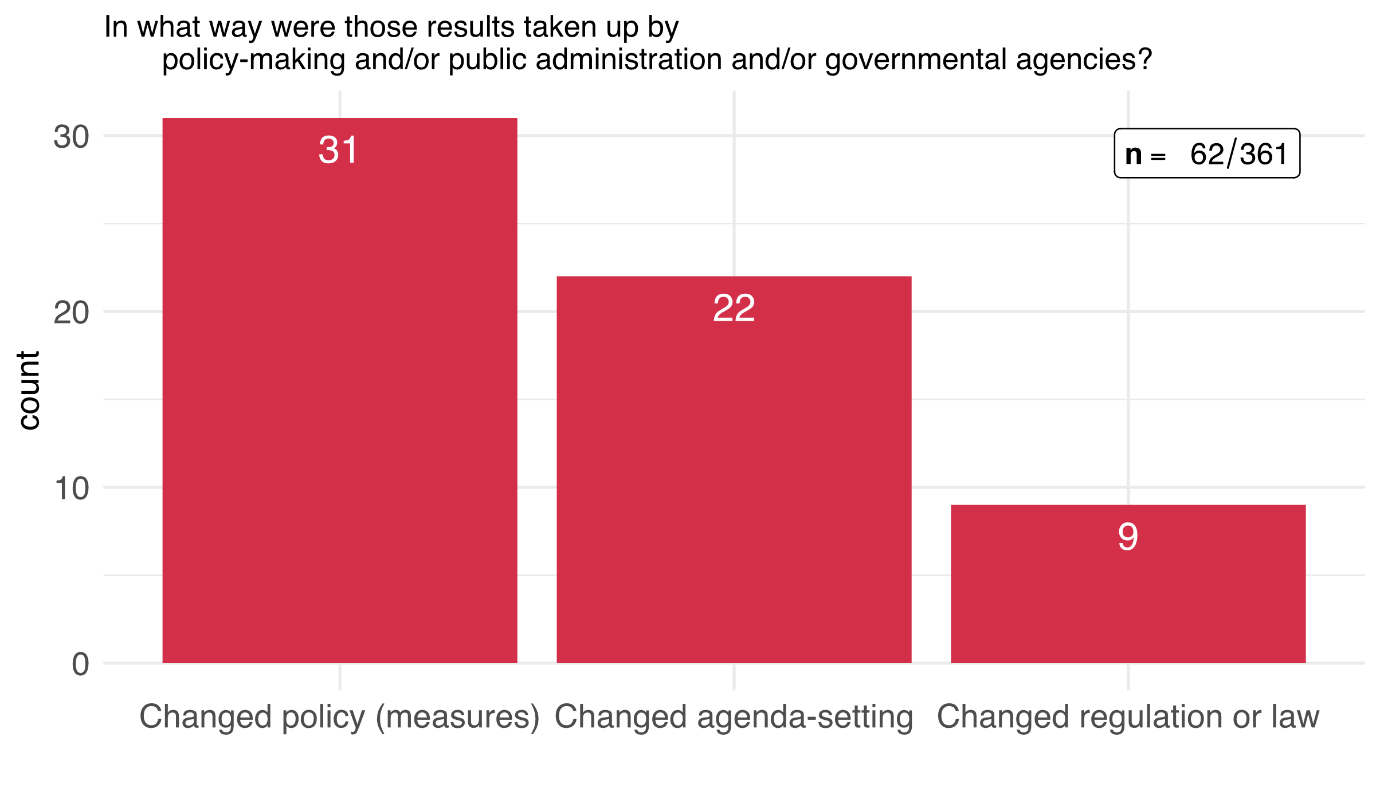 In what way were those results taken up by
policy-making and/or public administration and/or governmental agencies?
31
n = 62/361
30
22
20
count
10
9
0
Changed policy (measures) Changed agenda-setting Changed regulation or law